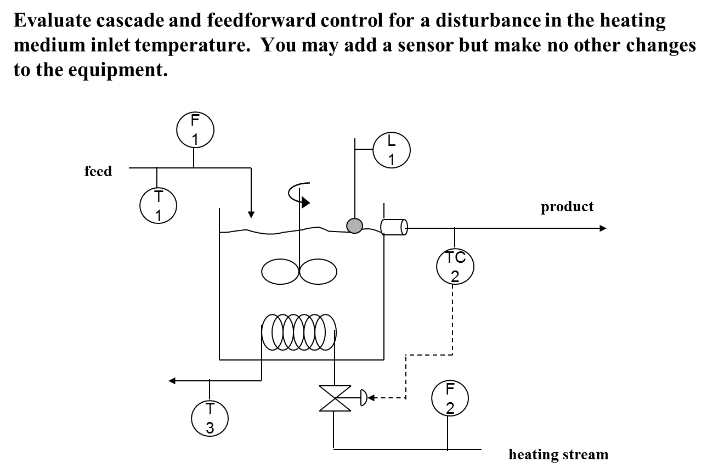 Evaluate cascade and feedforward control for a disturbance in the heating
medium inlet temperature. You may add a sensor but make no other changes
to the equipment.
F
1
L
1
feed
T
1
product
TC
2
F
2
T
3
heating stream